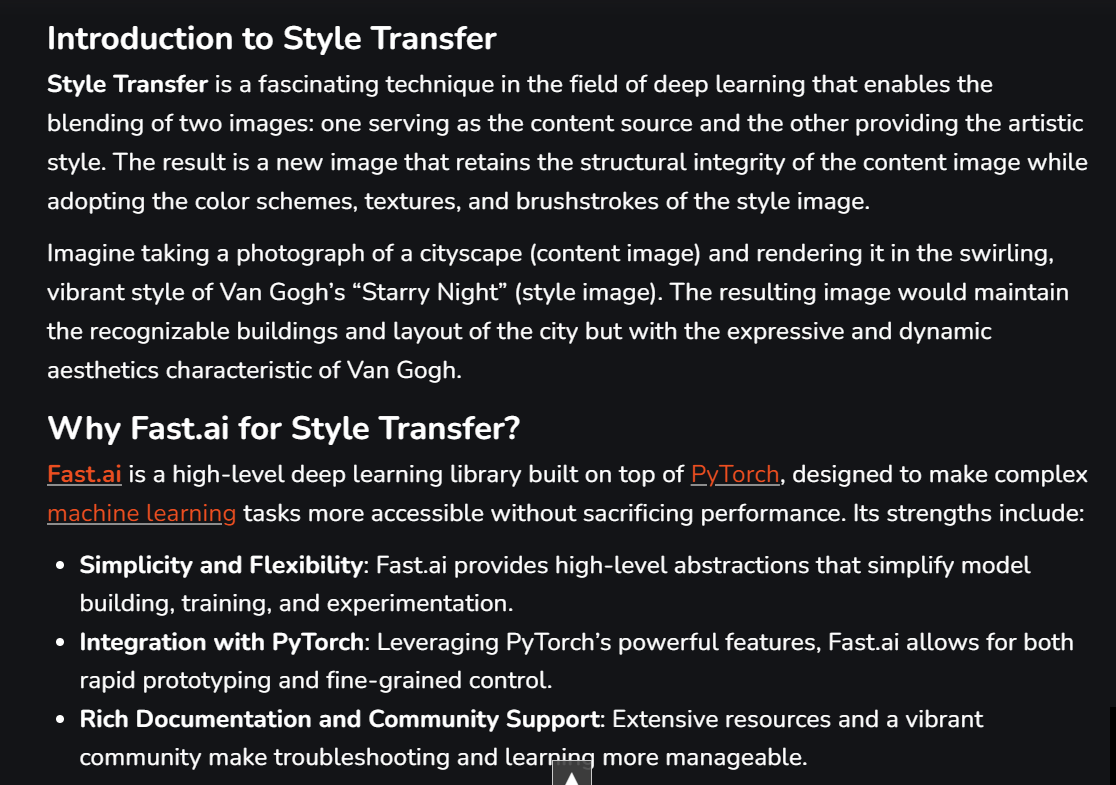 Introduction to Style Transfer
Style Transfer is a fascinating technique in the field of deep learning that enables the
blending of two images: one serving as the content source and the other providing the artistic
style. The result is a new image that retains the structural integrity of the content image while
adopting the color schemes, textures, and brushstrokes of the style image.
Imagine taking a photograph of a cityscape (content image) and rendering it in the swirling,
vibrant style of Van Gogh’s “Starry Night” (style image). The resulting image would maintain
the recognizable buildings and layout of the city but with the expressive and dynamic
aesthetics characteristic of Van Gogh.
Why Fast.ai for Style Transfer?
Fast.ai is a high-level deep learning library built on top of PyTorch, designed to make complex
machine learning tasks more accessible without sacrificing performance. Its strengths include:
• Simplicity and Flexibility: Fast.ai provides high-level abstractions that simplify model
building, training, and experimentation.
• Integration with PyTorch: Leveraging PyTorch’s powerful features, Fast.ai allows for both
rapid prototyping and fine-grained control.
• Rich Documentation and Community Support: Extensive resources and a vibrant
community make troubleshooting and learning more manageable.